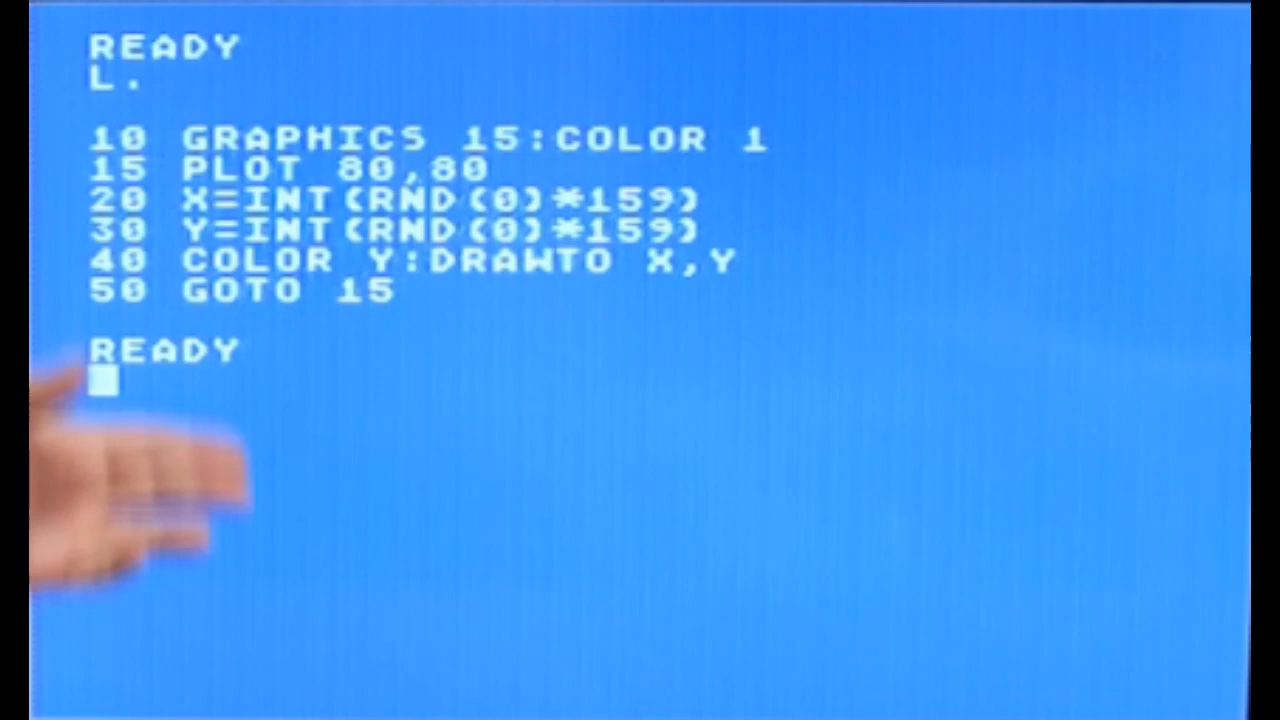 READY
L.
10 GRAPHICS 15:COLOR 1
15 PLOT 80,80
20 X=INT(RND(0)*159)
30 Y=INT(RND(0)*159)
40 COLOR Y:DRAWTO X,Y
50 GOTO 15
READY